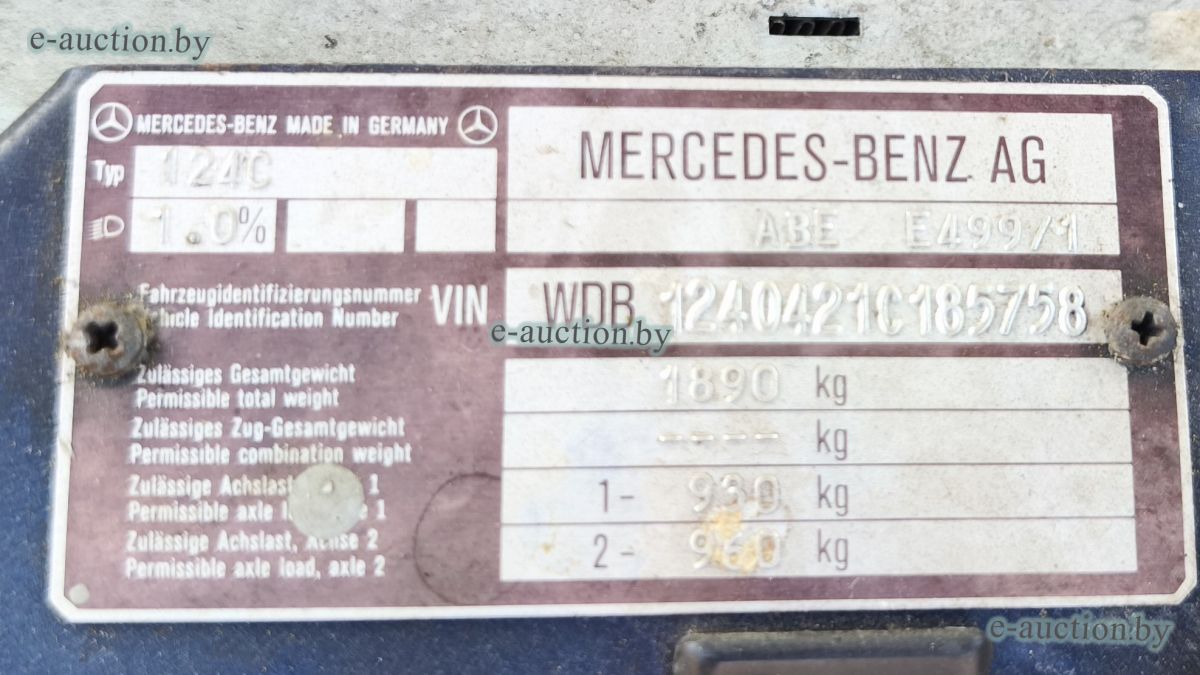 e-auction.by
MERCEDES-BENZ MADE IN GERMANY
MERCEDES-BENZ AG
Typ 124C
1.0%
ABE E499/1
Fahrzeugidentifizierungsnummer
Vehicle Identification Number
VIN WDB 1240421C185758
e-auction.by
Zulässiges Gesamtgewicht
Permissible total weight
1890 kg
Zulässiges Zug-Gesamtgewicht
Permissible combination weight
---- kg
Zulässige Achslast 1
Permissible axle 1
1- 930 kg
Zulässige Achslast, Achse 2
Permissible axle load, axle 2
2- 960 kg
e-auction.by